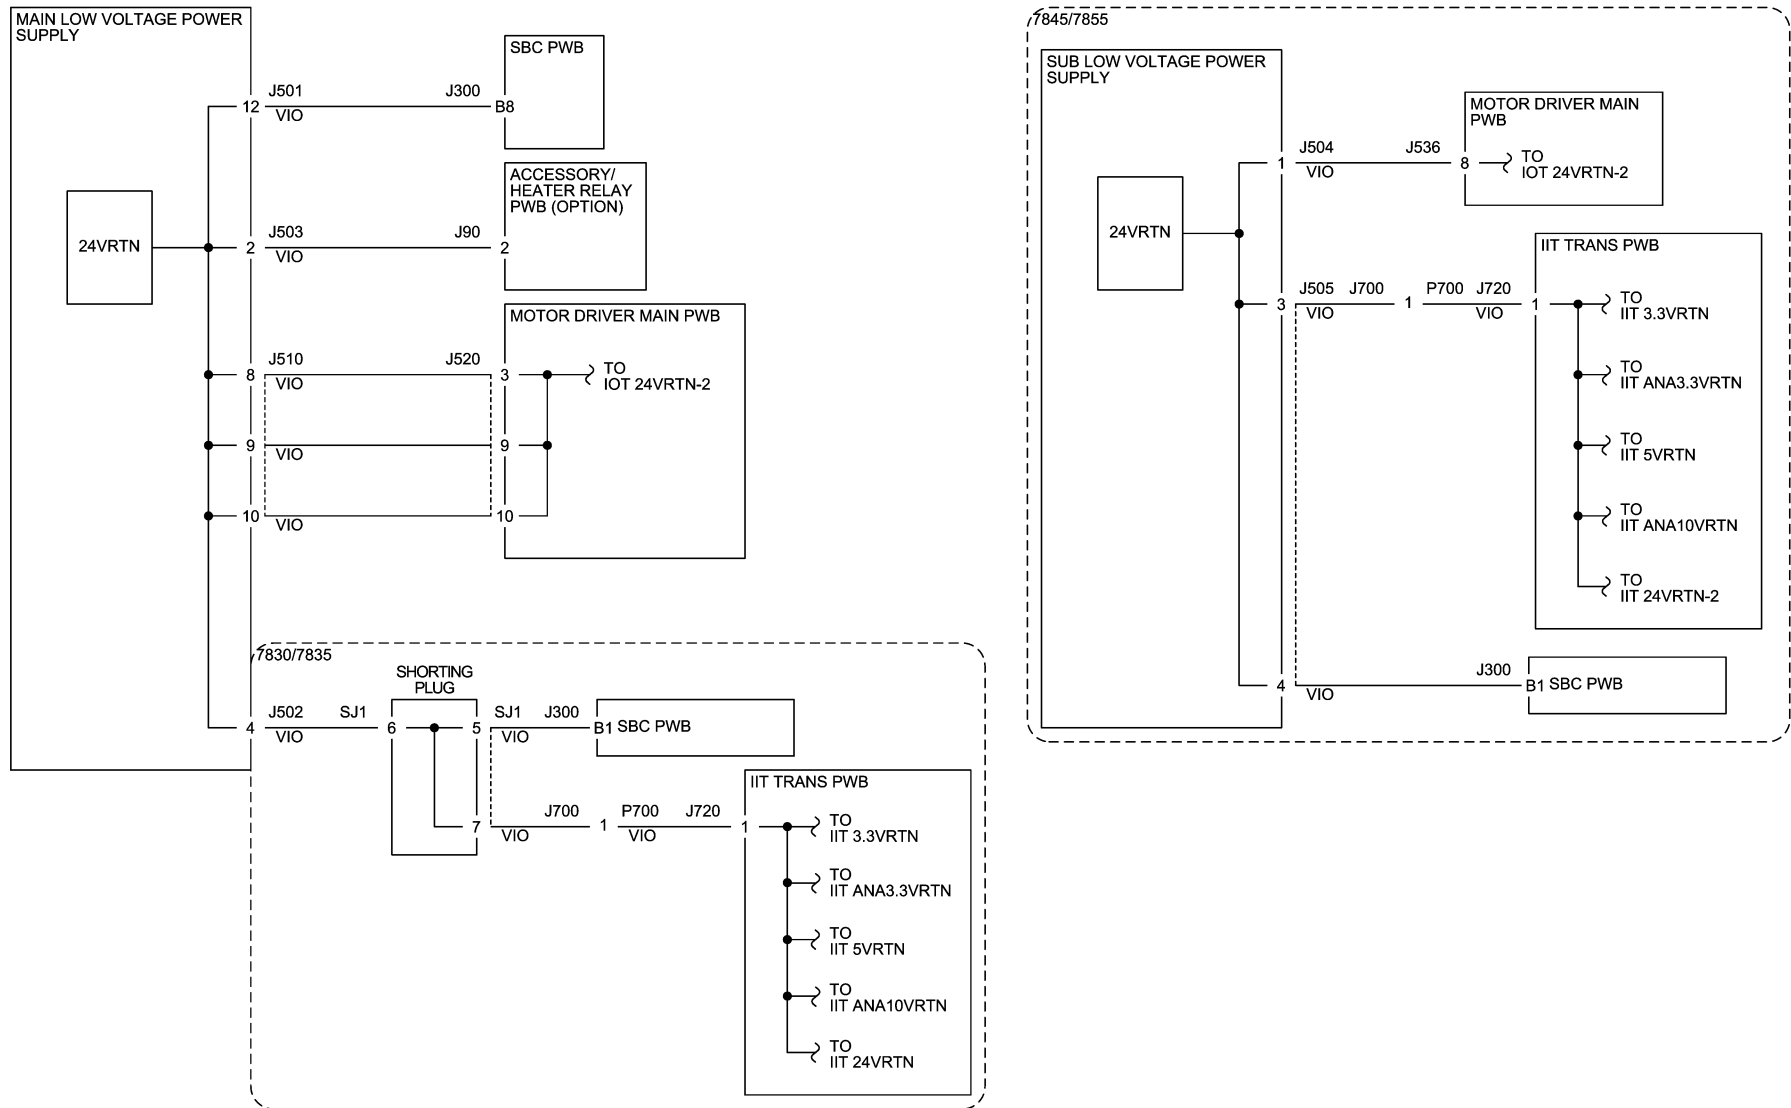 MAIN LOW VOLTAGE POWER
SUPPLY
24VRTN
12
J501
VIO
J300
B8
SBC PWB
2
J503
VIO
J90
2
ACCESSORY/
HEATER RELAY
PWB (OPTION)
8
J510
VIO
J520
3
MOTOR DRIVER MAIN PWB
TO
IOT 24VRTN-2
9
VIO
9
10
VIO
10
7830/7835
4
J502
VIO
SJ1
SHORTING
PLUG
6
5
SJ1
VIO
J300
B1
SBC PWB
7
VIO
J700
1
P700
VIO
J720
1
IIT TRANS PWB
TO
IIT 3.3VRTN
TO
IIT ANA3.3VRTN
TO
IIT 5VRTN
TO
IIT ANA10VRTN
TO
IIT 24VRTN
7845/7855
SUB LOW VOLTAGE POWER
SUPPLY
24VRTN
1
J504
VIO
J536
8
MOTOR DRIVER MAIN
PWB
TO
IOT 24VRTN-2
3
J505
VIO
J700
1
P700
J720
VIO
1
IIT TRANS PWB
TO
IIT 3.3VRTN
TO
IIT ANA3.3VRTN
TO
IIT 5VRTN
TO
IIT ANA10VRTN
TO
IIT 24VRTN-2
4
VIO
J300
B1
SBC PWB